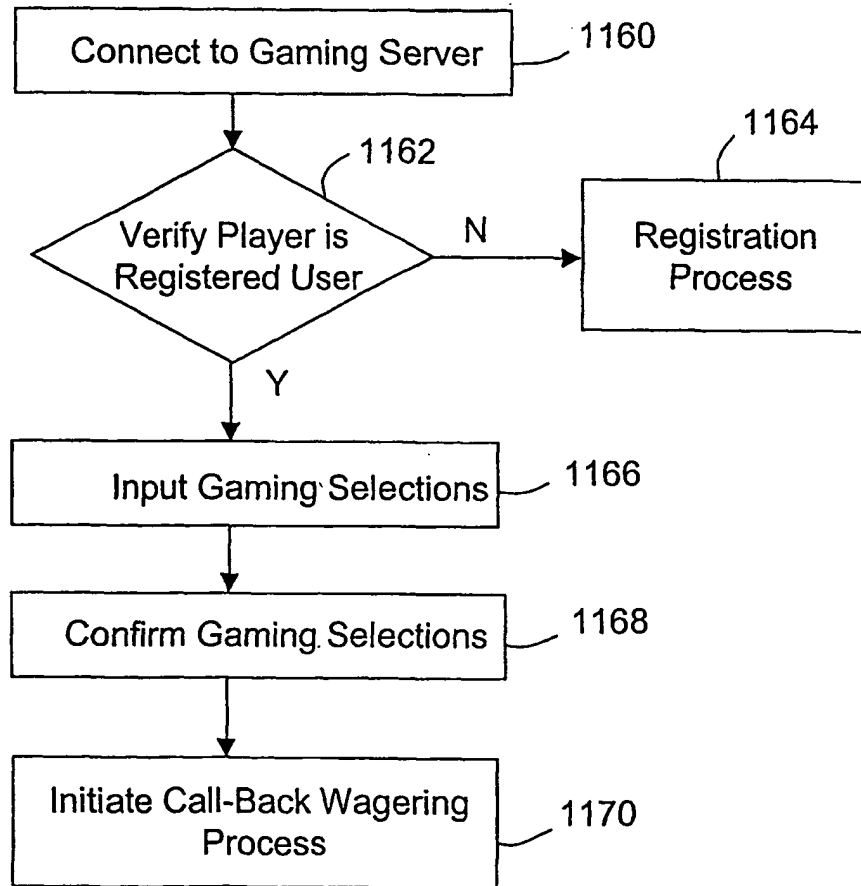 Connect to Gaming Server
1160
1162
1164
Verify Player is
Registered User
N
Registration
Process
Y
Input Gaming Selections
1166
Confirm Gaming Selections
1168
Initiate Call-Back Wagering
Process
1170